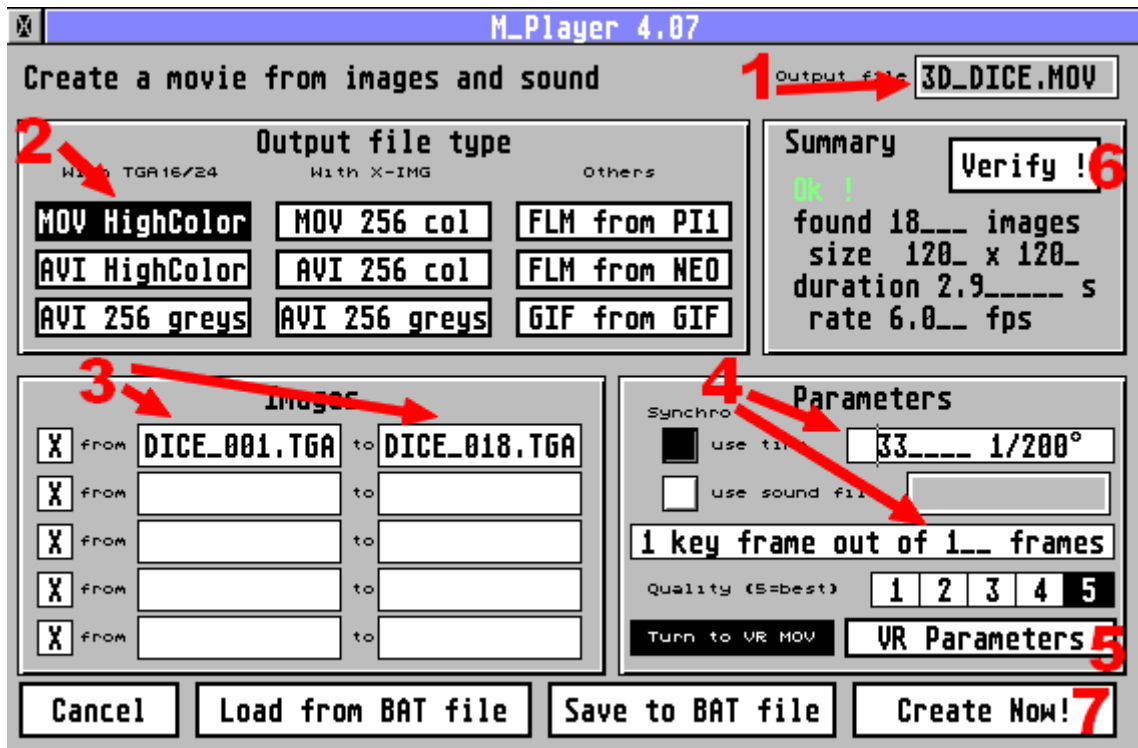 M_Player 4.07
Create a movie from images and sound
1 Output file 3D_DICE.MOV
2 Output file type
With TGA16/24 With X-IMG Others
MOV HighColor MOV 256 col FLM from PI1
AVI HighColor AVI 256 col FLM from NEO
AVI 256 greys AVI 256 greys GIF from GIF
Summary
Verify ! 6
Ok !
found 18___ images
size 120_ x 120_
duration 2.9_____ s
rate 6.0__ fps
3 Images
X from DICE_001.TGA to DICE_018.TGA
X from to
X from to
X from to
X from to
4 Parameters
Synchro
use time 33____ 1/200°
use sound file
1 key frame out of 1__ frames
Quality (5=best) 1 2 3 4 5
Turn to VR MOV VR Parameters 5
Cancel Load from BAT file Save to BAT file Create Now! 7